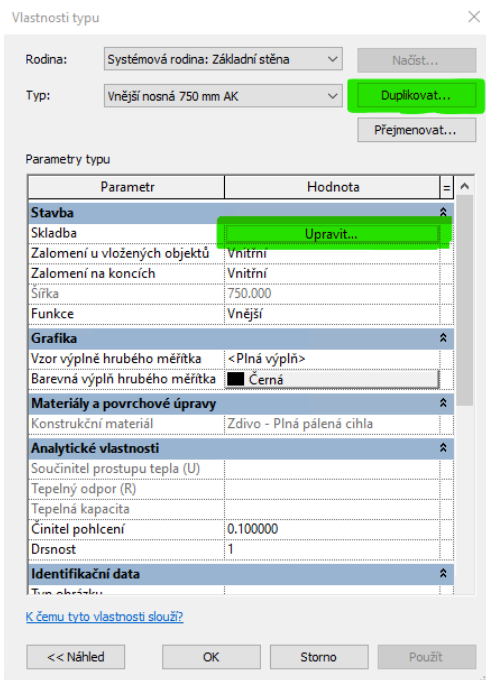 Vlastnosti typu
Rodina: Systémová rodina: Základní stěna Načíst...
Typ: Vnější nosná 750 mm AK Duplikovat...
Přejmenovat...
Parametry typu
Parametr Hodnota =
Stavba
Skladba Upravit...
Zalomení u vložených objektů Vnitřní
Zalomení na koncích Vnitřní
Šířka 750.000
Funkce Vnější
Grafika
Vzor výplně hrubého měřítka <Plná výplň>
Barevná výplň hrubého měřítka Černá
Materiály a povrchové úpravy
Konstrukční materiál Zdivo - Plná pálená cihla
Analytické vlastnosti
Součinitel prostupu tepla (U)
Tepelný odpor (R)
Tepelná kapacita
Činitel pohlcení 0.100000
Drsnost 1
Identifikační data
Typ obrázku
K čemu tyto vlastnosti slouží?
<< Náhled OK Storno Použít